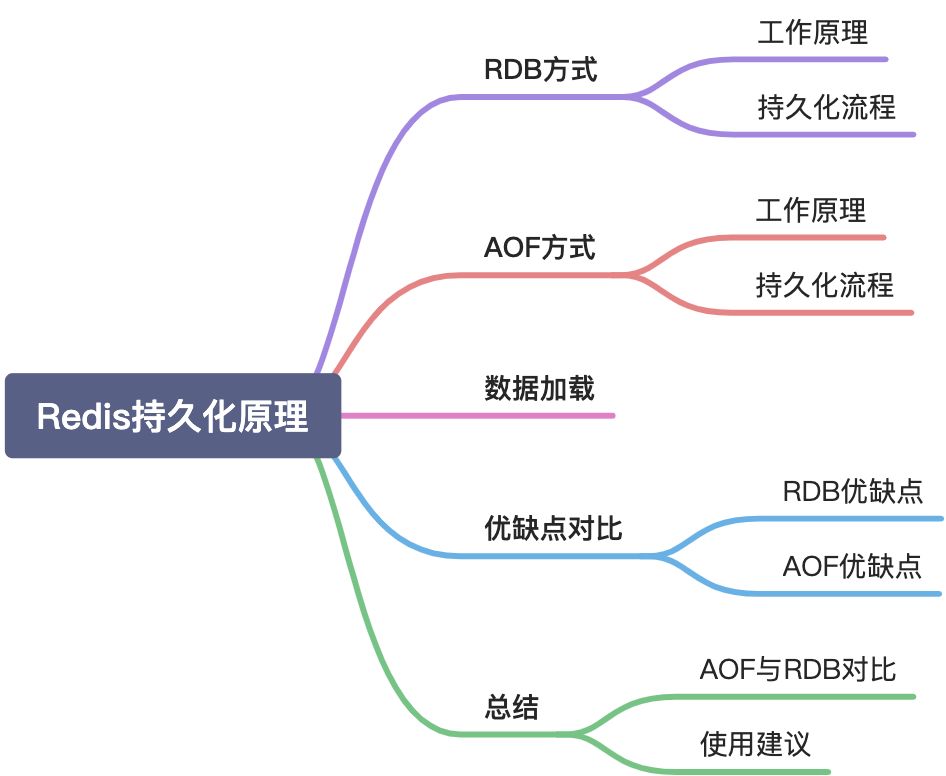 Redis持久化原理
RDB方式
工作原理
持久化流程
AOF方式
工作原理
持久化流程
数据加载
优缺点对比
RDB优缺点
AOF优缺点
总结
AOF与RDB对比
使用建议